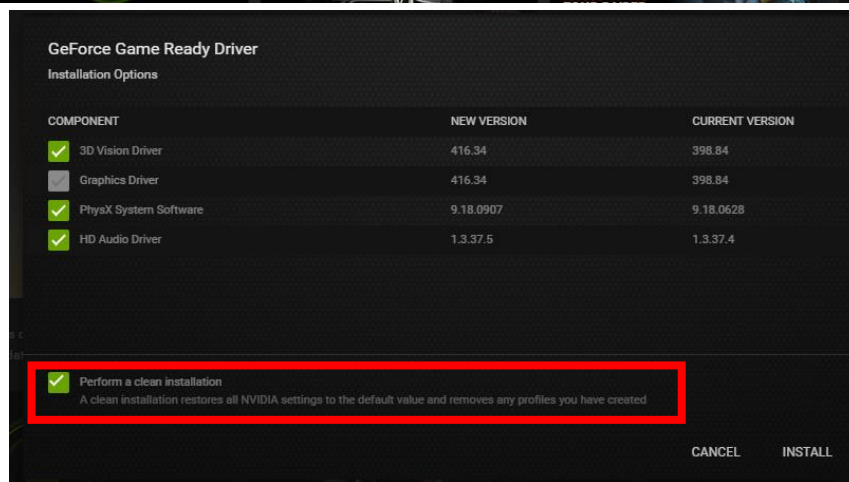 GeForce Game Ready Driver
Installation Options
COMPONENT NEW VERSION CURRENT VERSION
3D Vision Driver 416.34 398.84
Graphics Driver 416.34 398.84
PhysX System Software 9.18.0907 9.18.0628
HD Audio Driver 1.3.37.5 1.3.37.4
Perform a clean installation
A clean installation restores all NVIDIA settings to the default value and removes any profiles you have created
CANCEL INSTALL